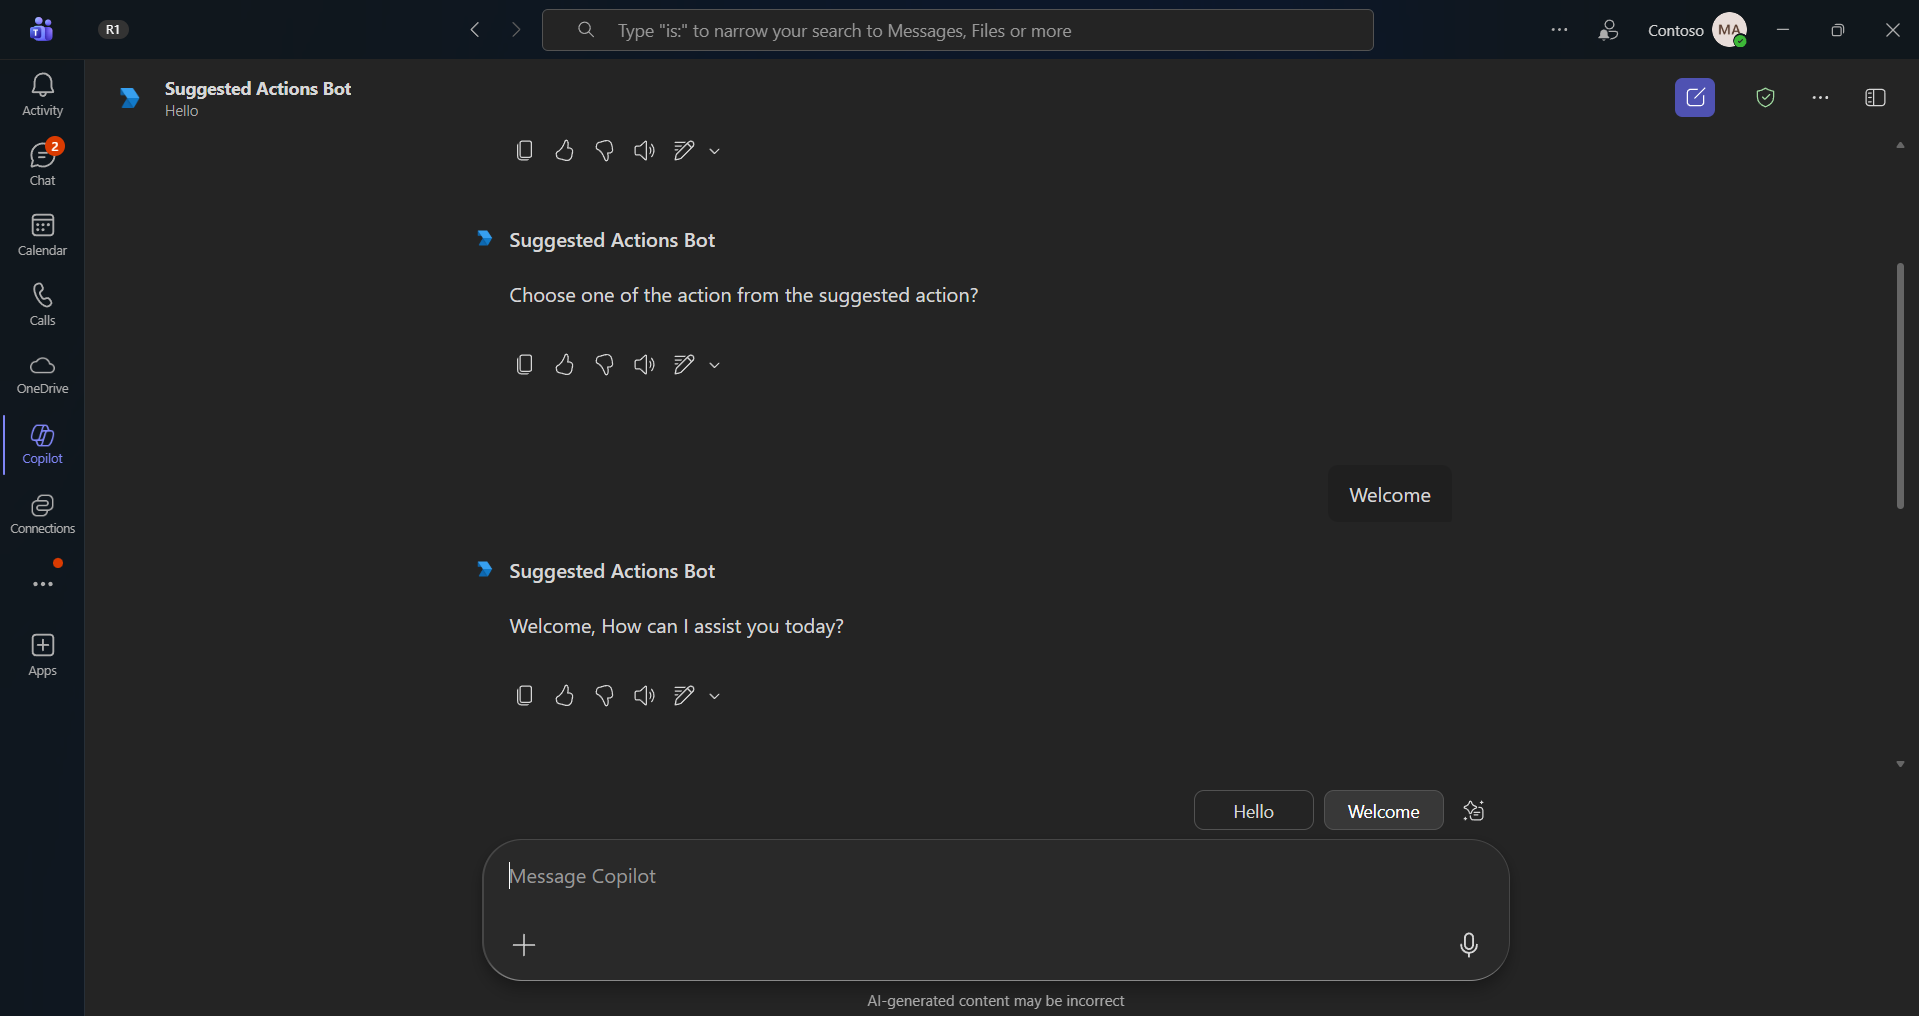 R1
Type "is:" to narrow your search to Messages, Files or more
Contoso
MA
Activity
2
Chat
Calendar
Calls
OneDrive
Copilot
Connections
Apps
Suggested Actions Bot
Hello
Suggested Actions Bot
Choose one of the action from the suggested action?
Welcome
Suggested Actions Bot
Welcome, How can I assist you today?
Hello
Welcome
Message Copilot
AI-generated content may be incorrect